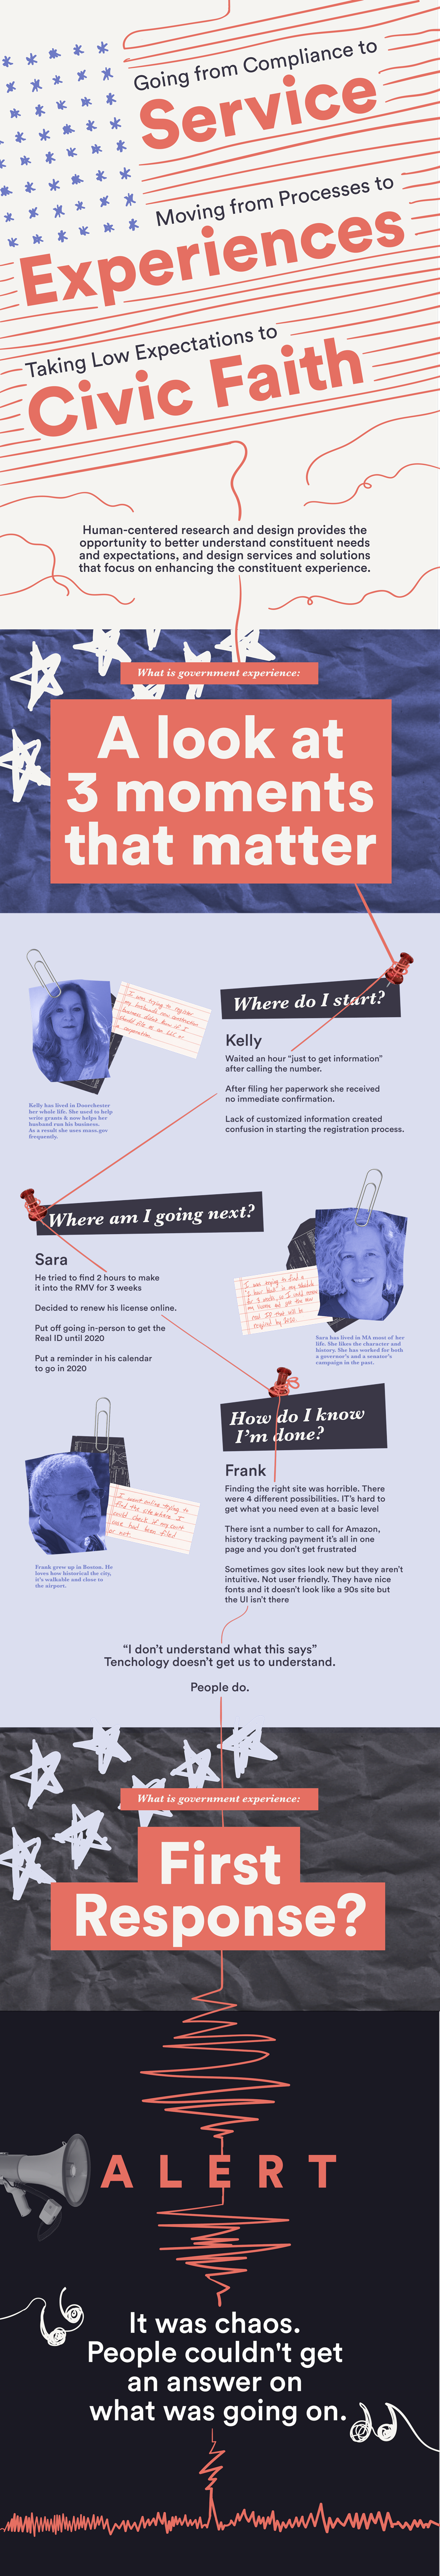 Going from Compliance to
Service
Moving from Processes to
Experiences
Taking Low Expectations to
Civic Faith
Human-centered research and design provides the
opportunity to better understand constituent needs
and expectations, and design services and solutions
that focus on enhancing the constituent experience.
What is government experience:
A look at
3 moments
that matter
I was trying to register
my husbands new construction
business didn't know if I
should file as an LLC or
a corporation.
Kelly has lived in Doorchester
her whole life. She used to help
write grants & now helps her
husband run his business.
As a result she uses mass.gov
frequently.
Where do I start?
Kelly
Waited an hour “just to get information”
after calling the number.
After filing her paperwork she received
no immediate confirmation.
Lack of customized information created
confusion in starting the registration process.
Where am I going next?
Sara
He tried to find 2 hours to make
it into the RMV for 3 weeks
Decided to renew his license online.
Put off going in-person to get the
Real ID until 2020
Put a reminder in his calendar
to go in 2020
I was trying to find a
in my schedule
for 3 weeks so I could renew
my license and get the new
real ID that will be
required by 2020.
Sara has lived in MA most of her
life. She likes the character and
history. She has worked for both
a governor's and a senator's
campaign in the past.
How do I know
I'm done?
Frank
Finding the right site was horrible. There
were 4 different possibilities. IT's hard to
get what you need even at a basic level
There isnt a number to call for Amazon,
history tracking payment it's all in one
page and you don't get frustrated
Sometimes gov sites look new but they aren't
intuitive. Not user friendly. They have nice
fonts and it doesn't look like a 90s site but
the UI isn't there
I went online trying to
find the site where I
could check if my court
case had been filed
or not.
Frank grew up in Boston. He
loves how historical the city,
it's walkable and close to
the airport.
“I don't understand what this says”
Tenchology doesn't get us to understand.
People do.
What is government experience:
First
Response?
ALERT
It was chaos.
People couldn't get
an answer on
what was going on.